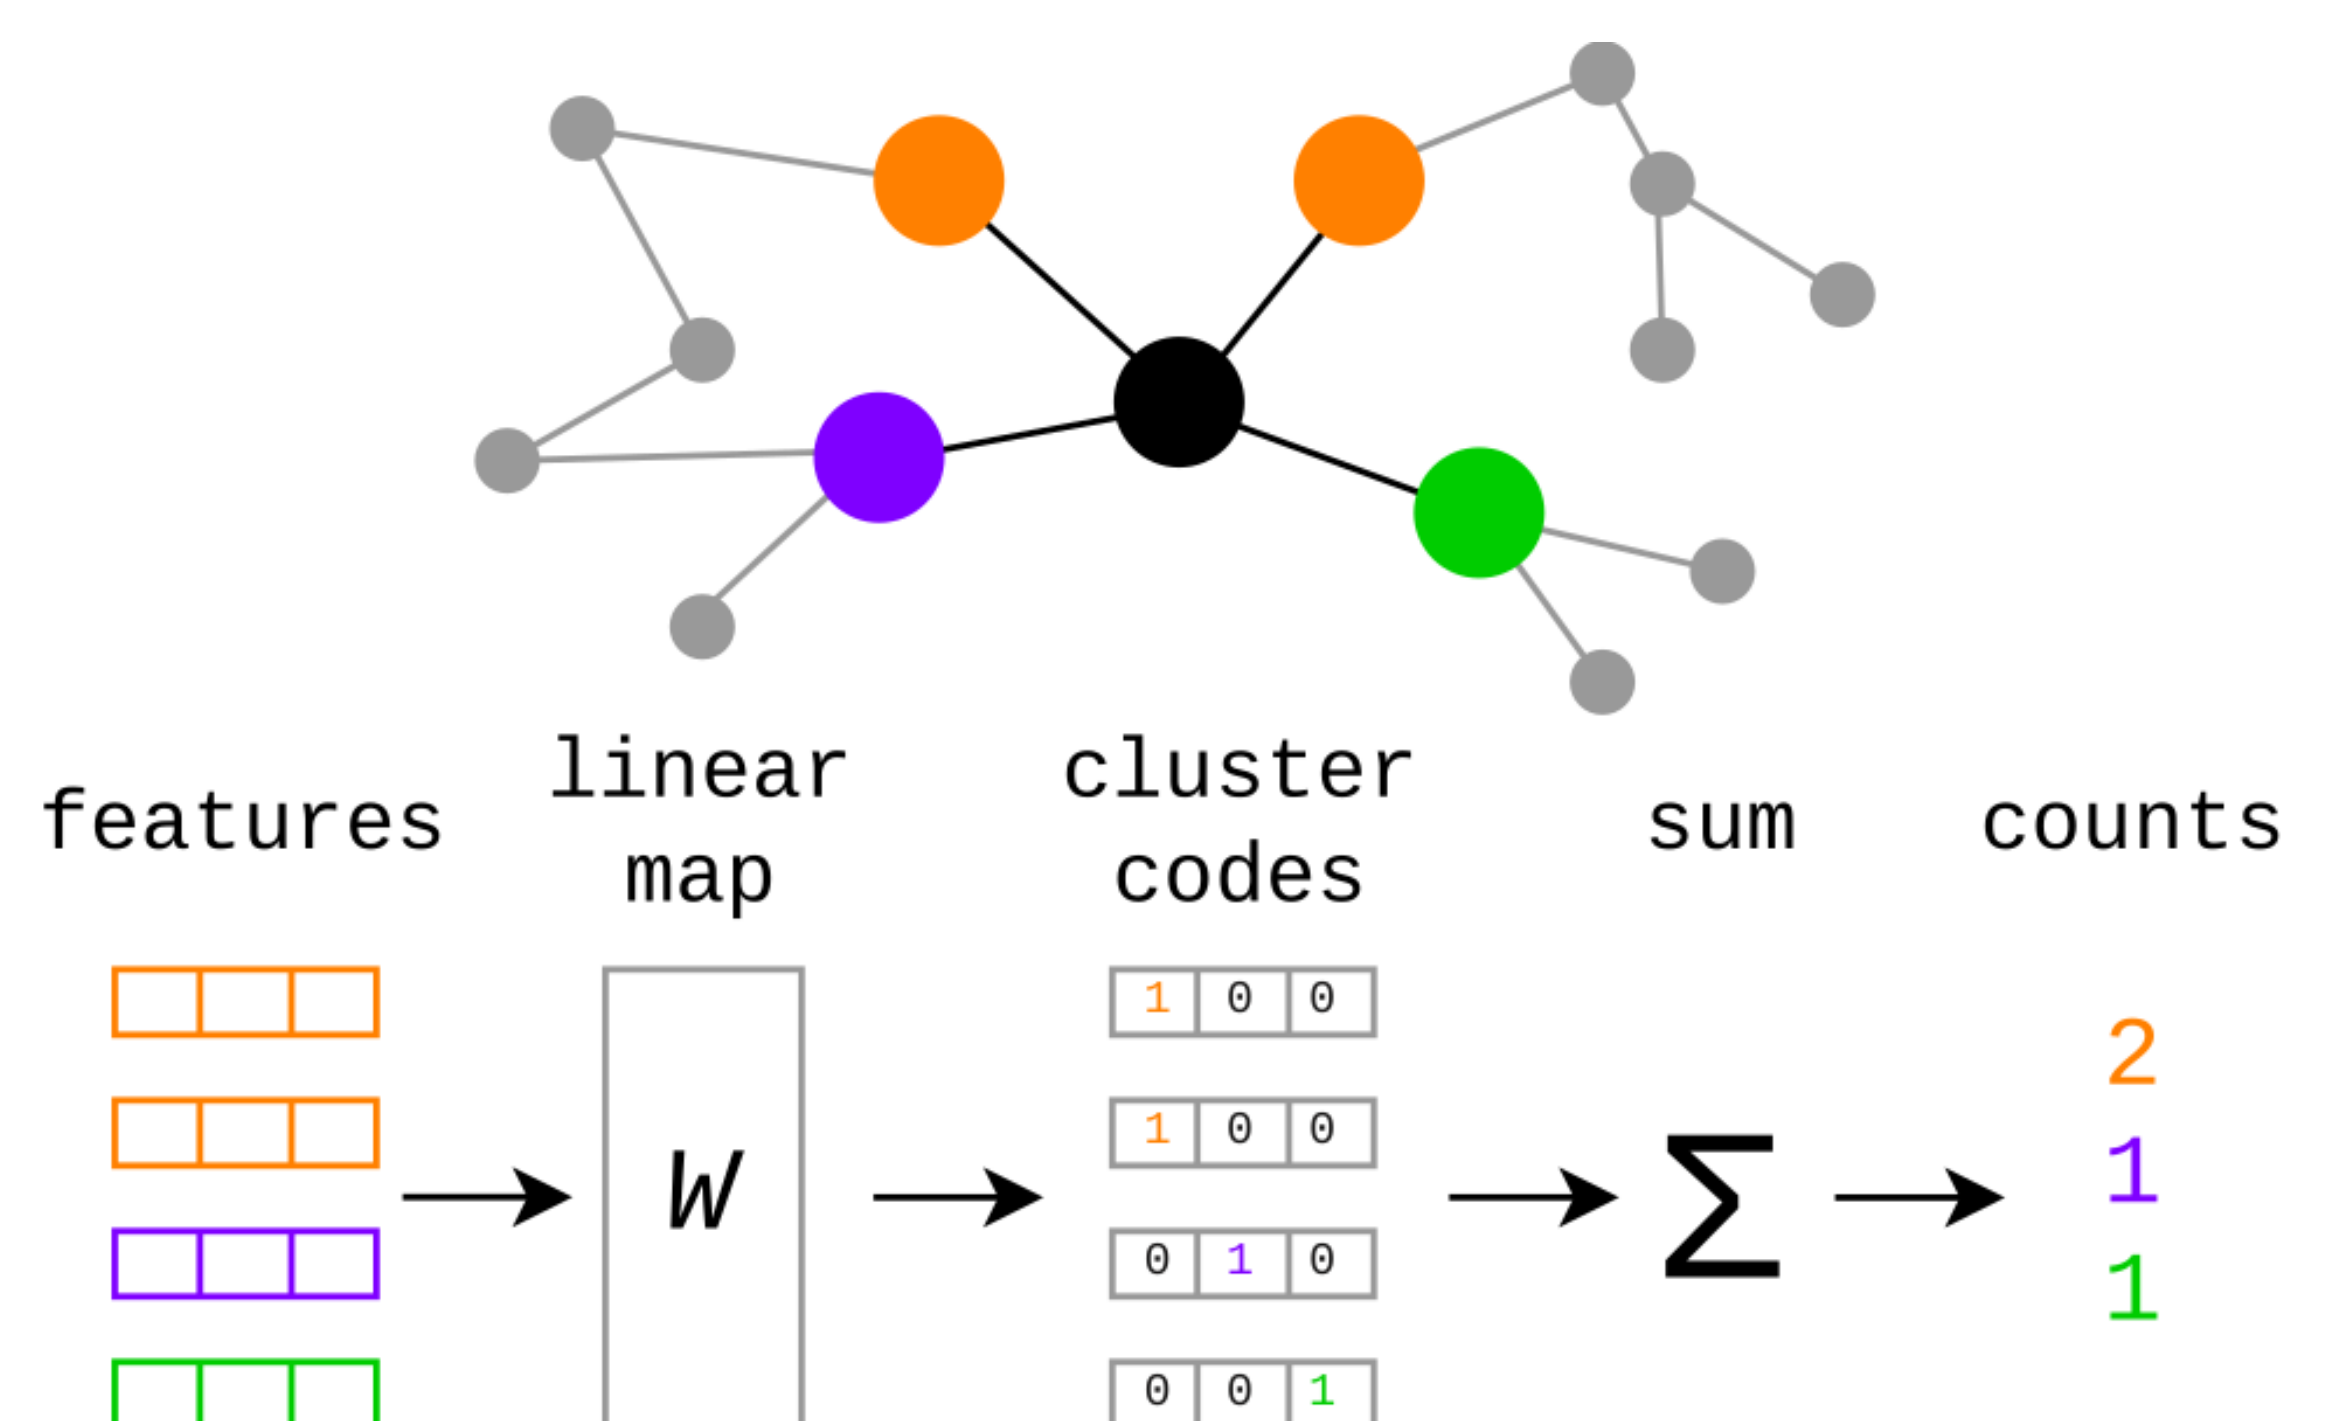 features
linear
map
cluster
codes
sum
counts
W
1 0 0
1 0 0
0 1 0
0 0 1
Σ
2
1
1